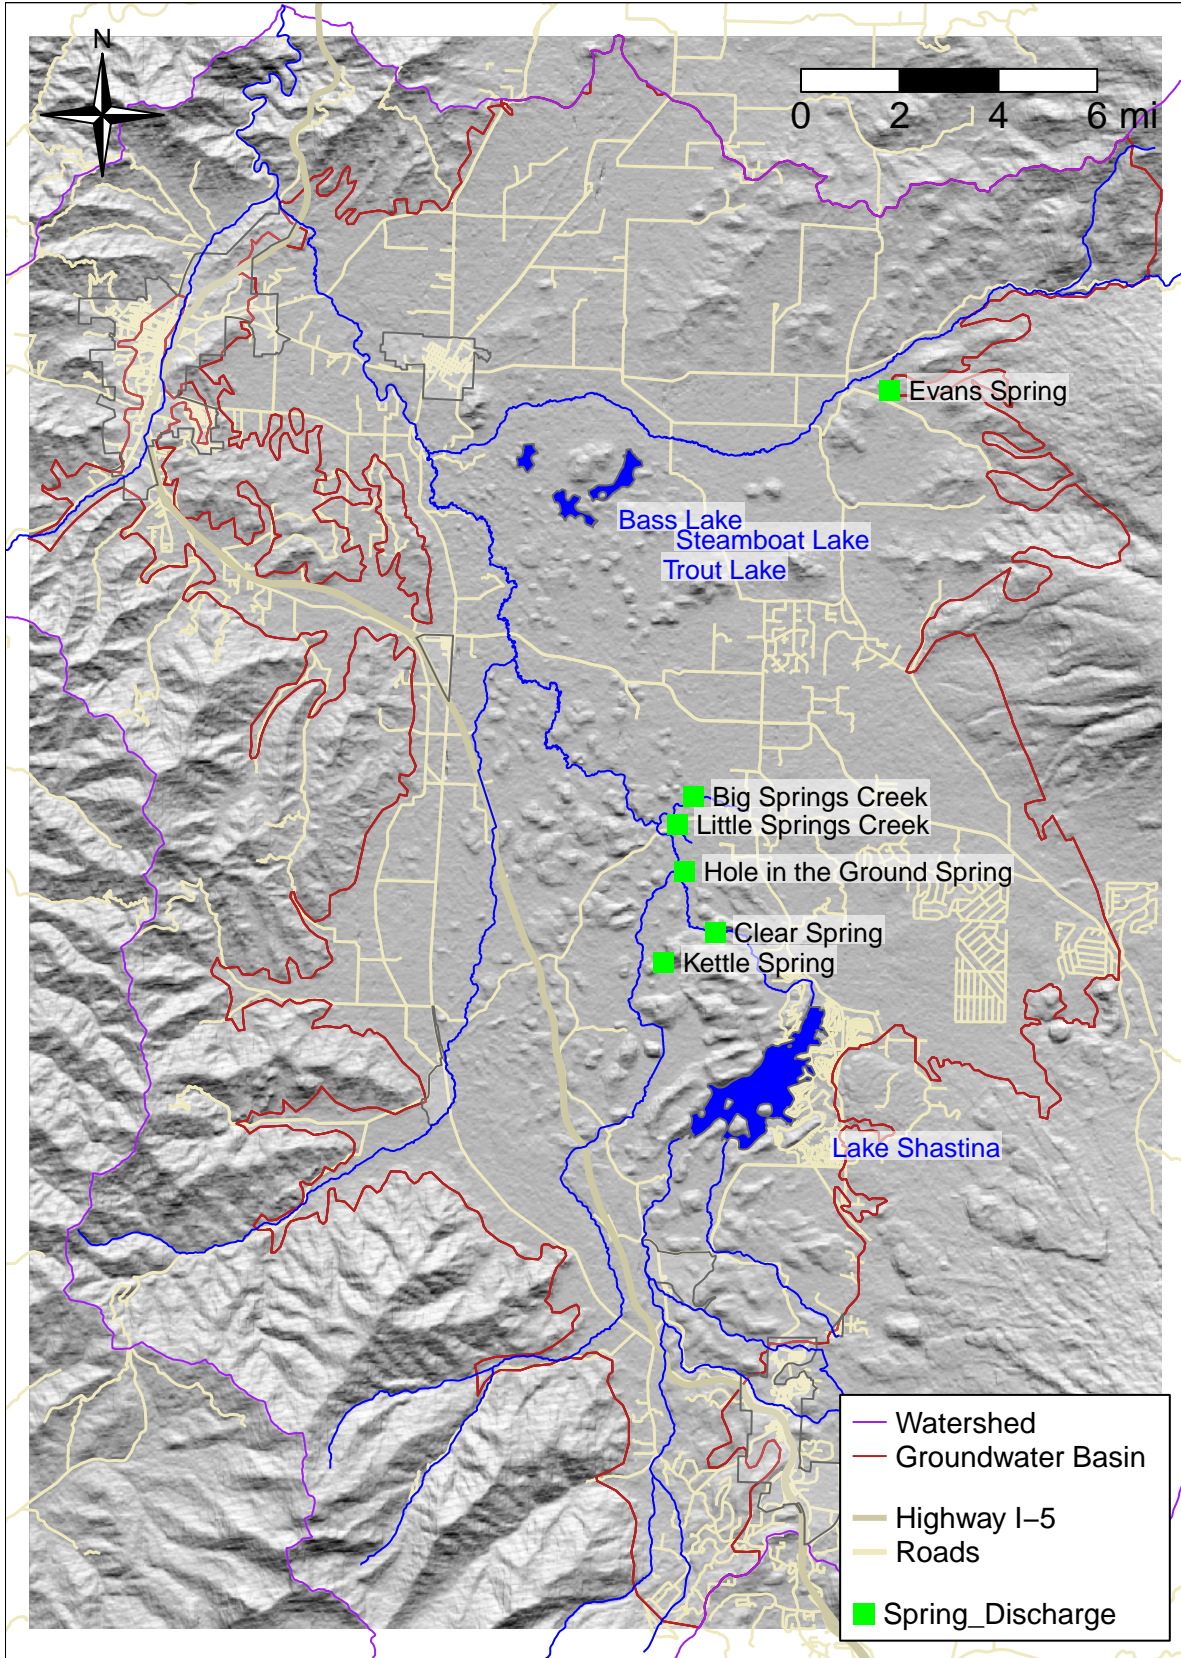 N
0 2 4 6 mi
Evans Spring
Bass Lake
Steamboat Lake
Trout Lake
Big Springs Creek
Little Springs Creek
Hole in the Ground Spring
Clear Spring
Kettle Spring
Lake Shastina
Watershed
Groundwater Basin
Highway I−5
Roads
Spring_Discharge